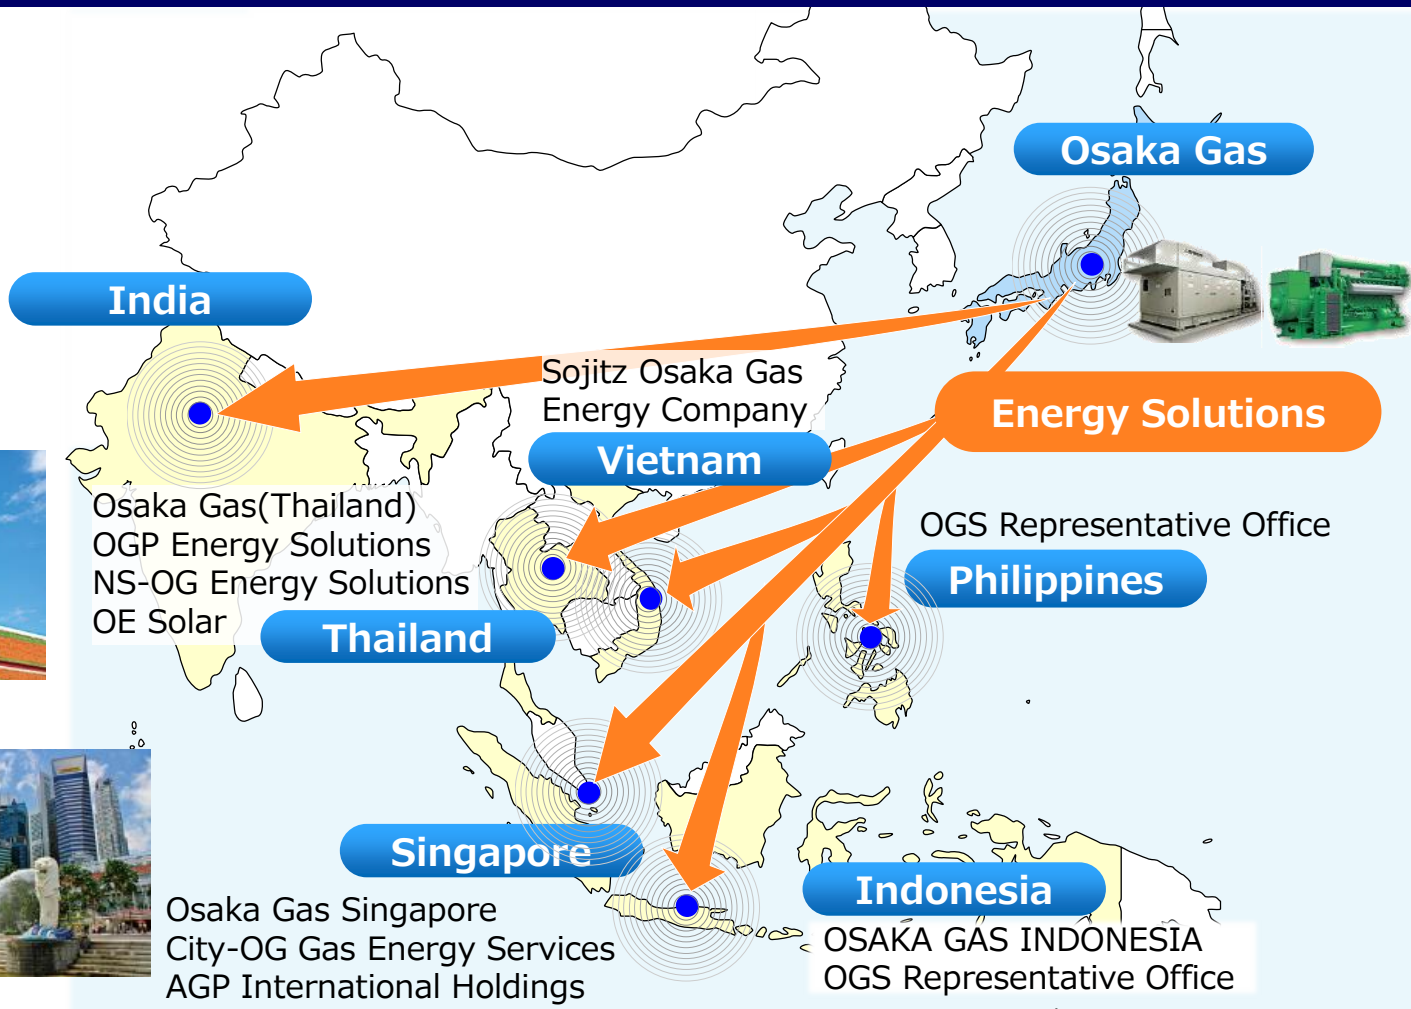 Osaka Gas
India
Sojitz Osaka Gas
Energy Company
Energy Solutions
Vietnam
Osaka Gas(Thailand)
OGP Energy Solutions
NS-OG Energy Solutions
OE Solar
Thailand
OGS Representative Office
Philippines
Singapore
Osaka Gas Singapore
City-OG Gas Energy Services
AGP International Holdings
Indonesia
OSAKA GAS INDONESIA
OGS Representative Office